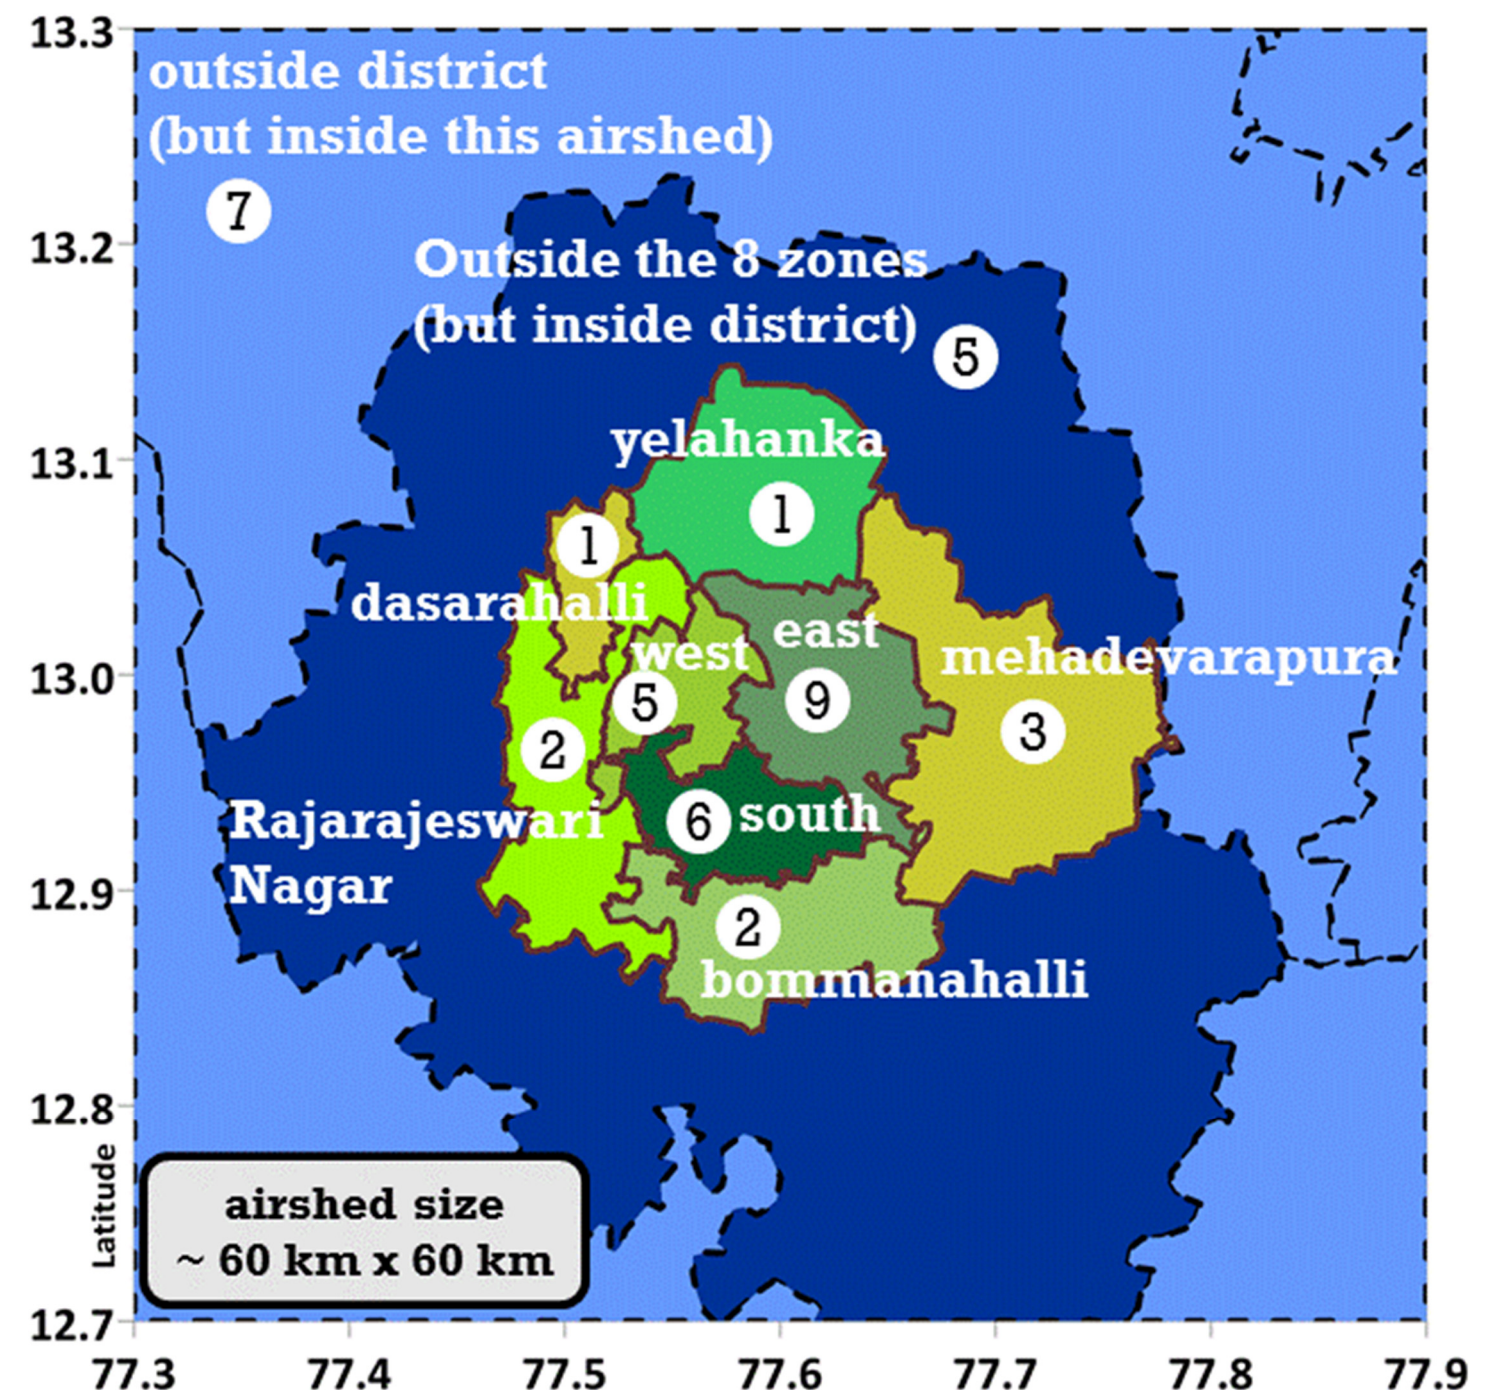 13.3
outside district
(but inside this airshed)
7
13.2
Outside the 8 zones
(but inside district)
5
13.1
yelahanka
1
1
dasarahalli
east
west
mehadevarapura
13.0
5
9
3
2
Rajarajeswari
Nagar
6 south
12.9
2
bommanahalli
12.8
Latitude
airshed size
~ 60 km x 60 km
12.7
77.3 77.4 77.5 77.6 77.7 77.8 77.9